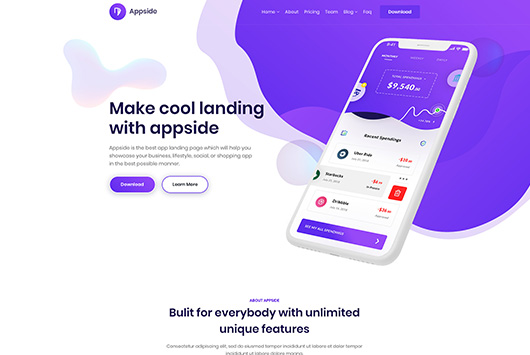 Appside
Home About Pricing Team Blog Faq Download
Make cool landing
with appside
Appside is the best app landing page which will help you
showcase your business, lifestyle, social, or shopping app
in the best possible manner.
Download Learn More
TOTAL SPENDINGS
$9,540
Recent Spendings
Uber Rids
Starbucks
Dribbble
SEE MY ALL SPENDINGS
ABOUT APPSIDE
Bulit for everybody with unlimited
unique features
Consectetur adipiscing elit, sed do eiusmod tempor incididunt ut labore et dolor tempor
incididunt ut labore dolore magna.